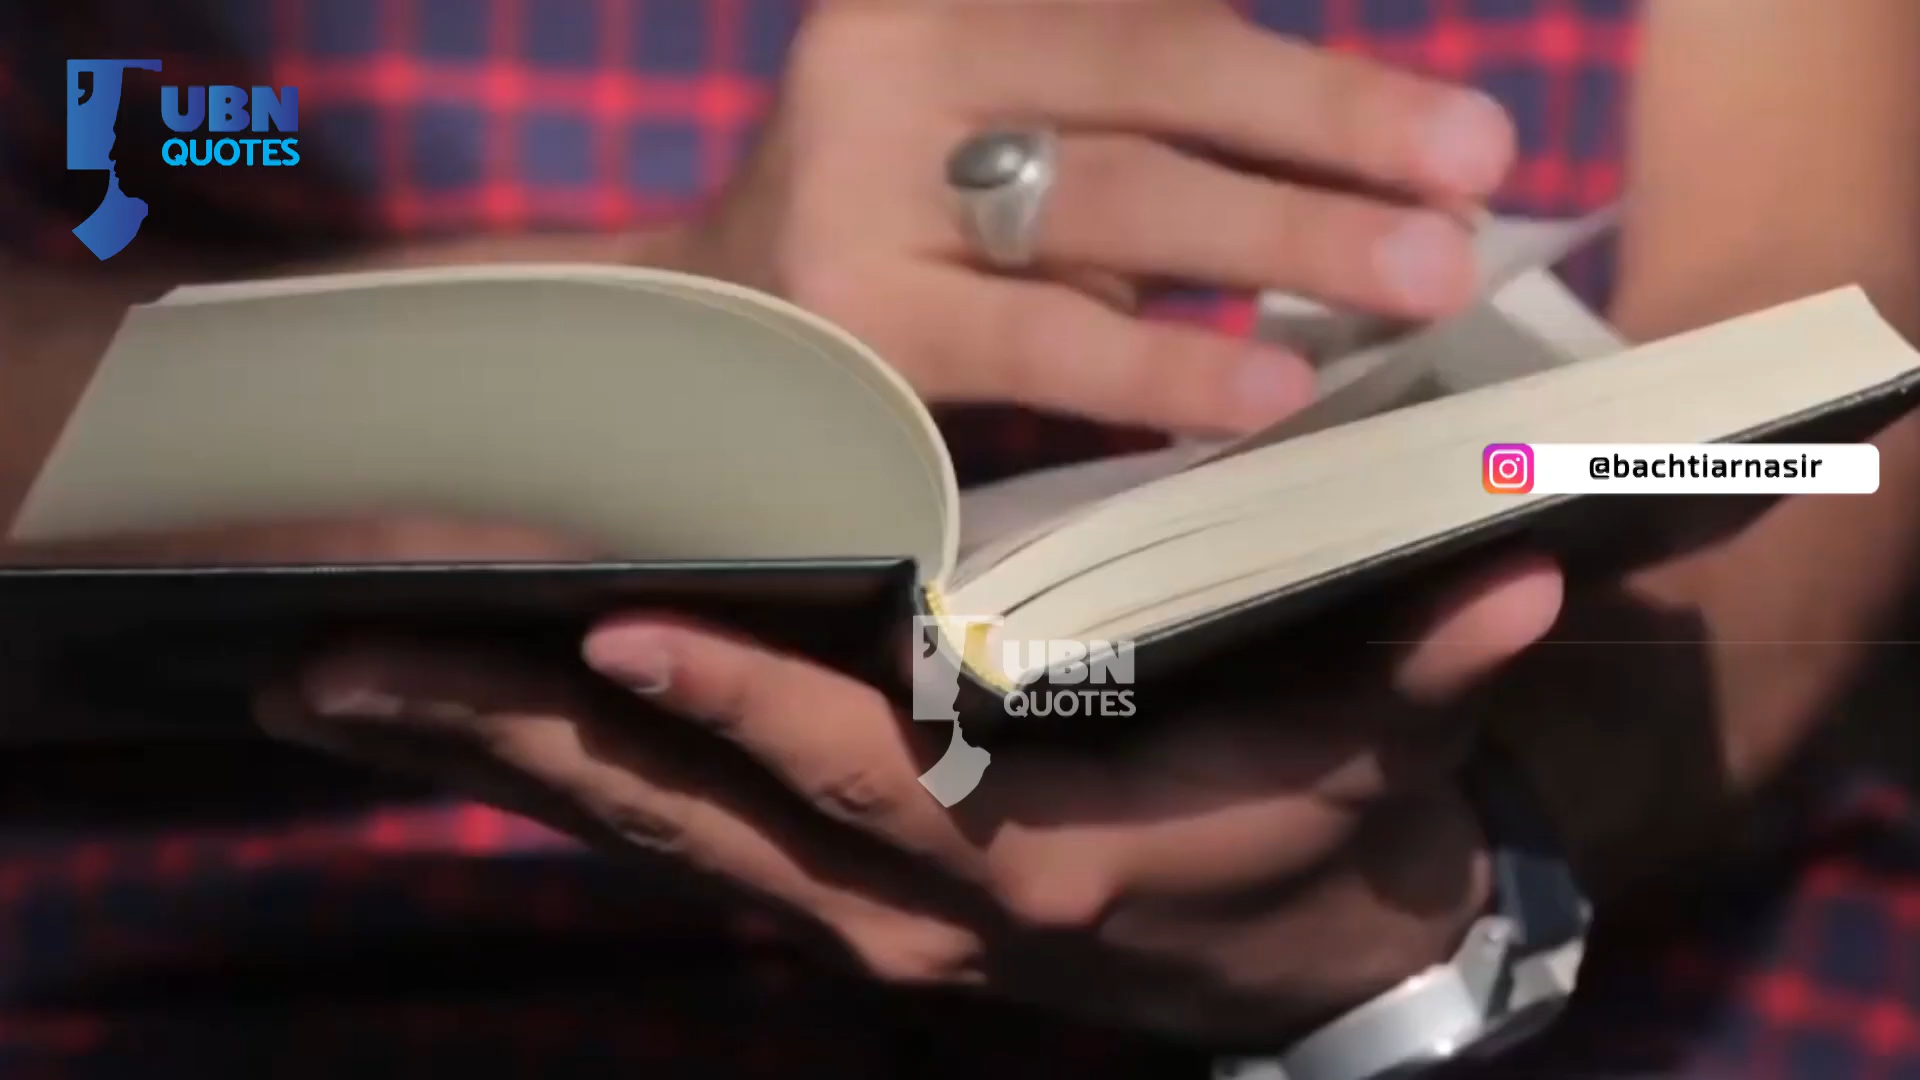 UBN
QUOTES
@bachtiarnasir
UBN
QUOTES